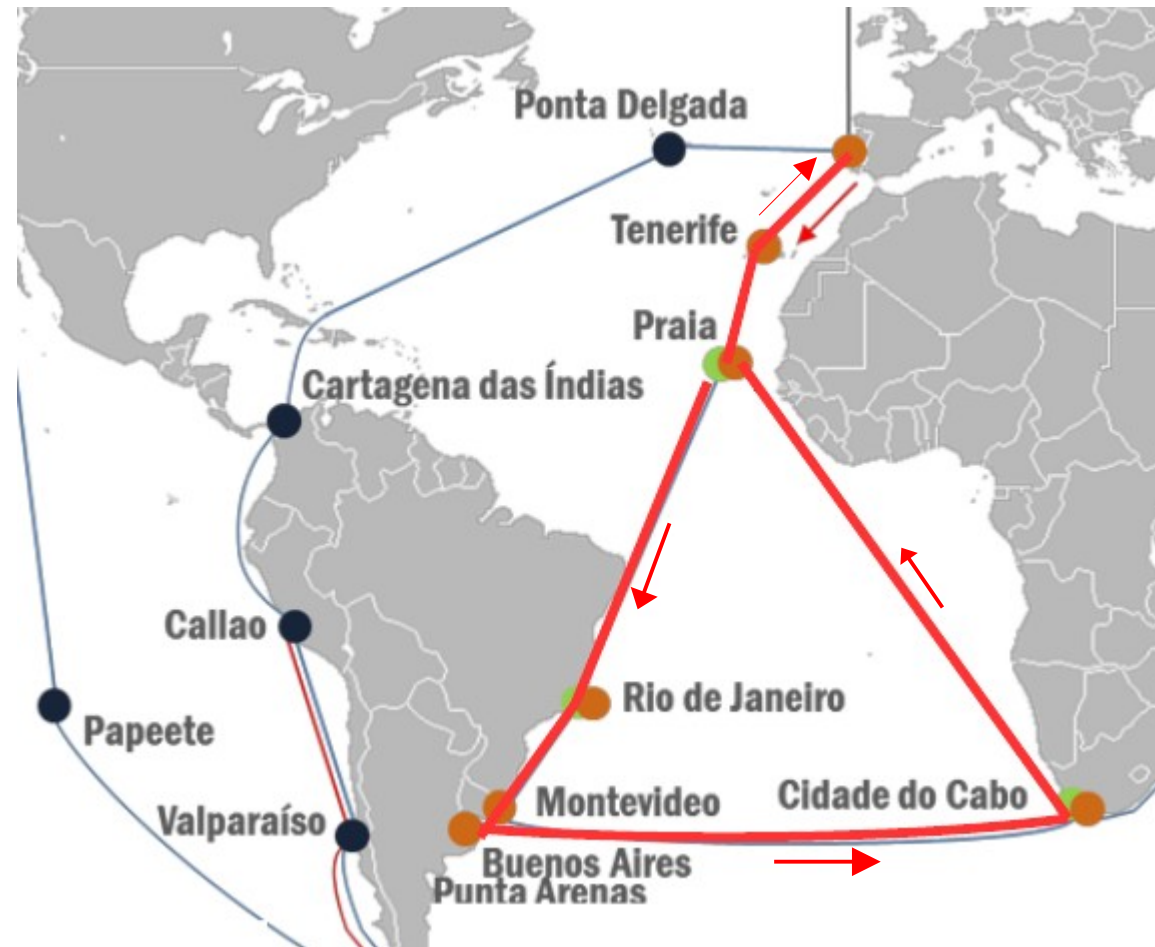 Ponta Delgada
Tenerife
Praia
Cartagena das Índias
Callao
Rio de Janeiro
Papeete
Montevideo
Cidade do Cabo
Valparaíso
Buenos Aires
Punta Arenas